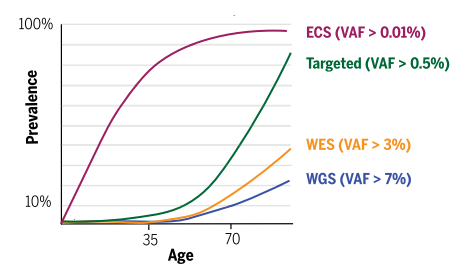 100%
ECS (VAF > 0.01%)
Targeted (VAF > 0.5%)
Prevalence
WES (VAF > 3%)
WGS (VAF > 7%)
10%
35 70
Age